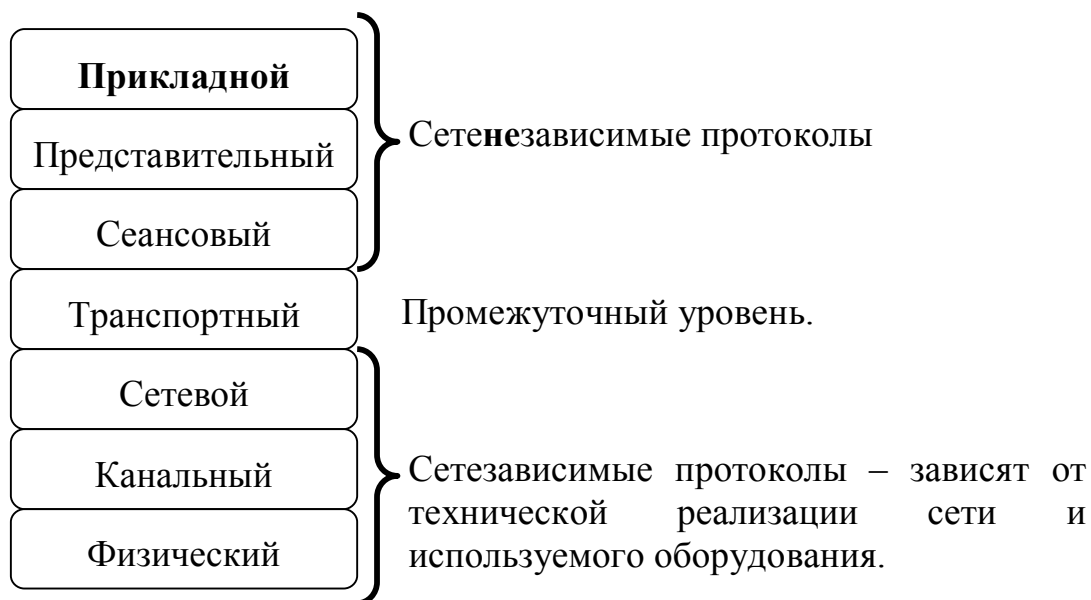 Прикладной
Представительный
Сетенезависимые протоколы
Сеансовый
Транспортный
Промежуточный уровень.
Сетевой
Канальный
Физический
Сетезависимые протоколы – зависят от
технической реализации сети и
используемого оборудования.